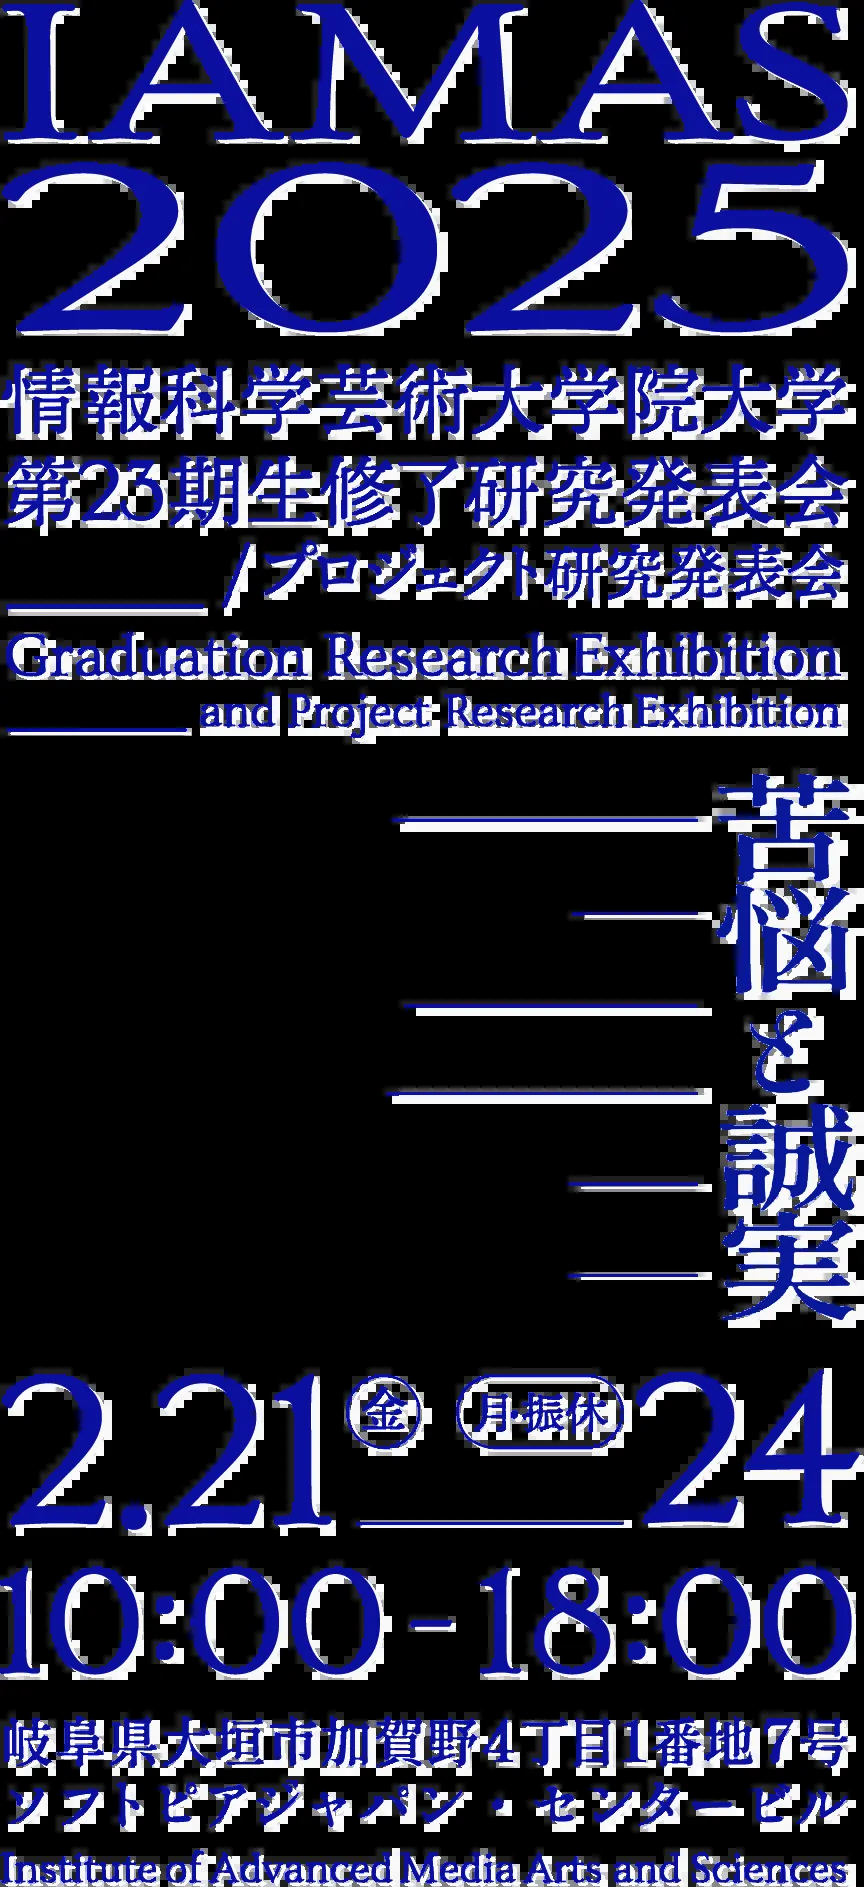 IAMAS
2025
情報科学芸術大学院大学
第23期生修了研究発表会
/プロジェクト研究発表会
Graduation Research Exhibition
and Project Research Exhibition
苦悩と誠実
2.21 金 月・振休 24
10:00 – 18:00
岐阜県大垣市加賀野4丁目1番地7号
ソフトピアジャパン・センタービル
Institute of Advanced Media Arts and Sciences